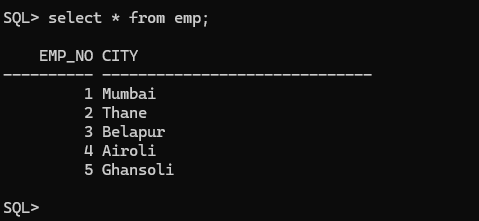 SQL> select * from emp;
    EMP_NO CITY
---------- ------------------------------
         1 Mumbai
         2 Thane
         3 Belapur
         4 Airoli
         5 Ghansoli
SQL>